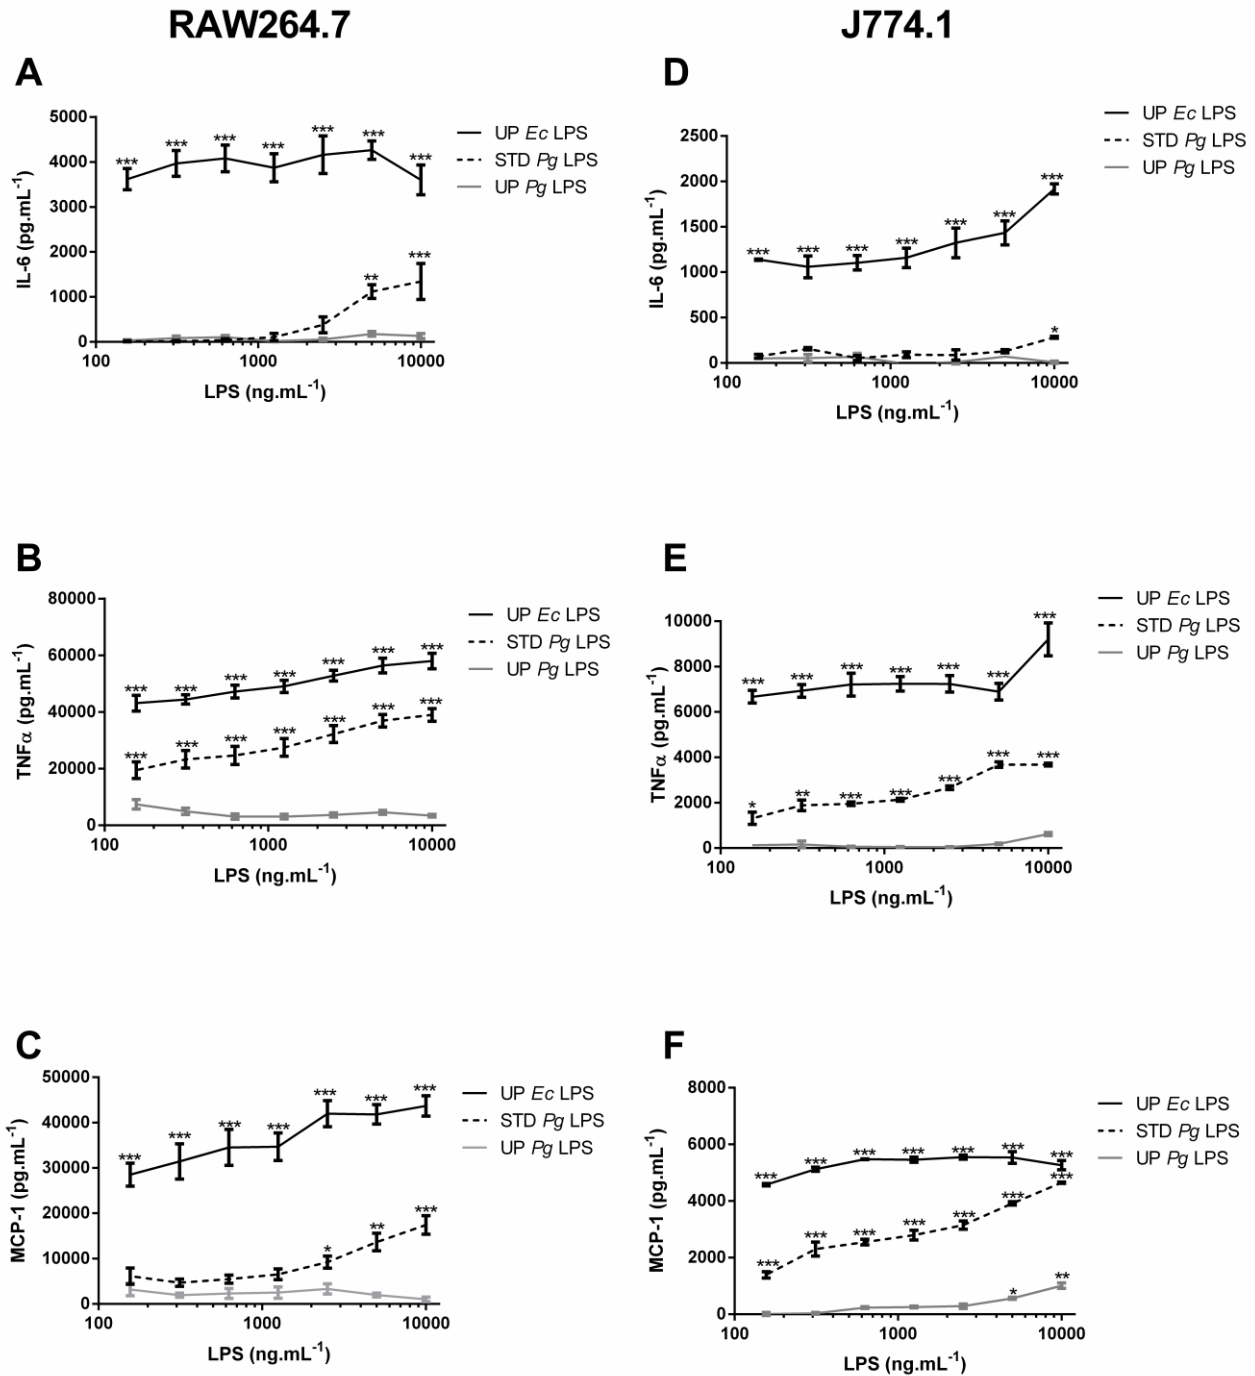 RAW264.7
J774.1
A
5000
4000
3000
2000
1000
0
IL-6 (pg.mL-1)
*** *** *** *** *** *** ***
** ***
100 1000 10000
LPS (ng.mL-1)
UP Ec LPS
STD Pg LPS
UP Pg LPS
D
2500
2000
1500
1000
500
0
IL-6 (pg.mL-1)
*** *** *** *** *** *** ***
*
100 1000 10000
LPS (ng.mL-1)
UP Ec LPS
STD Pg LPS
UP Pg LPS
B
80000
60000
40000
20000
0
TNFα (pg.mL-1)
*** *** *** *** *** *** ***
*** *** *** *** *** *** ***
100 1000 10000
LPS (ng.mL-1)
UP Ec LPS
STD Pg LPS
UP Pg LPS
E
10000
8000
6000
4000
2000
0
TNFα (pg.mL-1)
*** *** *** *** *** *** ***
* ** *** *** *** *** ***
100 1000 10000
LPS (ng.mL-1)
UP Ec LPS
STD Pg LPS
UP Pg LPS
C
50000
40000
30000
20000
10000
0
MCP-1 (pg.mL-1)
*** *** *** *** *** *** ***
* ** ***
100 1000 10000
LPS (ng.mL-1)
UP Ec LPS
STD Pg LPS
UP Pg LPS
F
8000
6000
4000
2000
0
MCP-1 (pg.mL-1)
*** *** *** *** *** *** ***
*** *** *** *** *** *** ***
* **
100 1000 10000
LPS (ng.mL-1)
UP Ec LPS
STD Pg LPS
UP Pg LPS